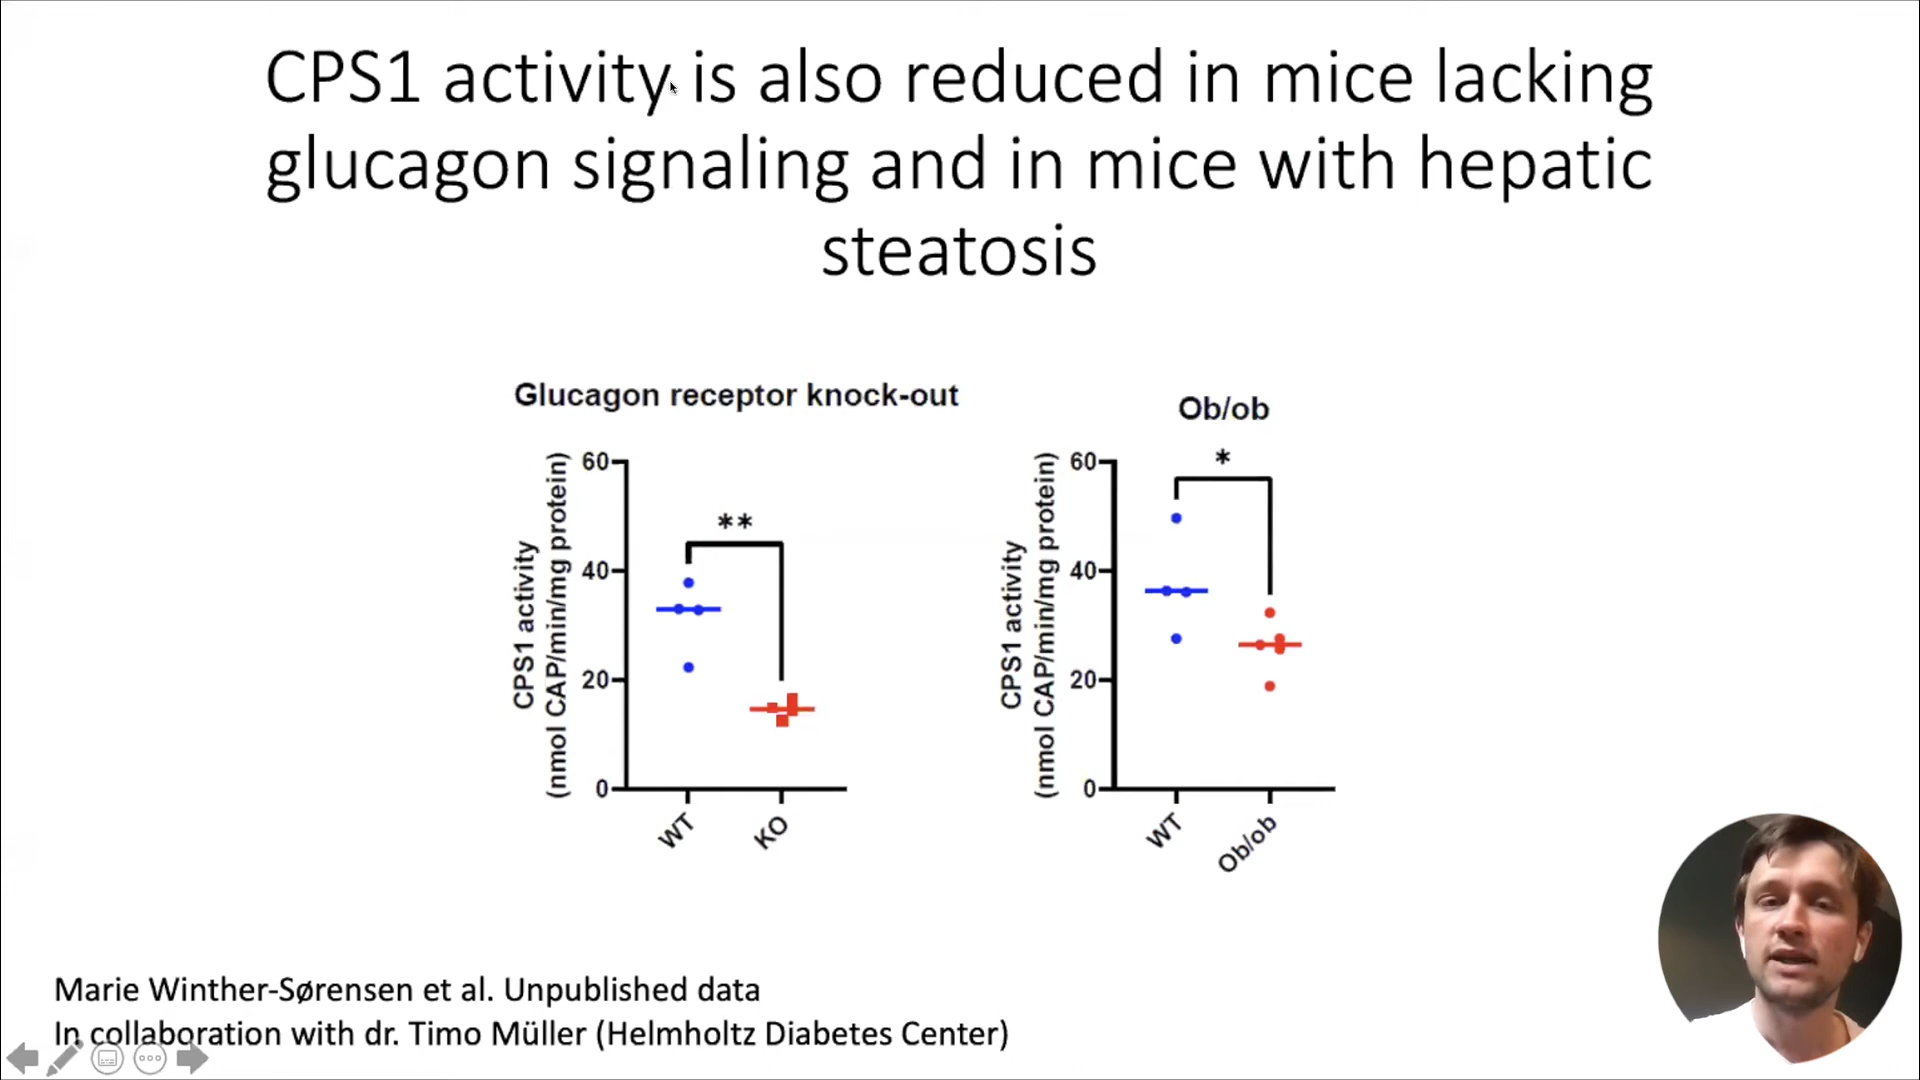 CPS1 activity is also reduced in mice lacking
glucagon signaling and in mice with hepatic
steatosis
Glucagon receptor knock-out
CPS1 activity
(nmol CAP/min/mg protein)
60
40
20
0
**
WT
KO
Ob/ob
CPS1 activity
(nmol CAP/min/mg protein)
60
40
20
0
*
WT
Ob/ob
Marie Winther-Sørensen et al. Unpublished data
In collaboration with dr. Timo Müller (Helmholtz Diabetes Center)